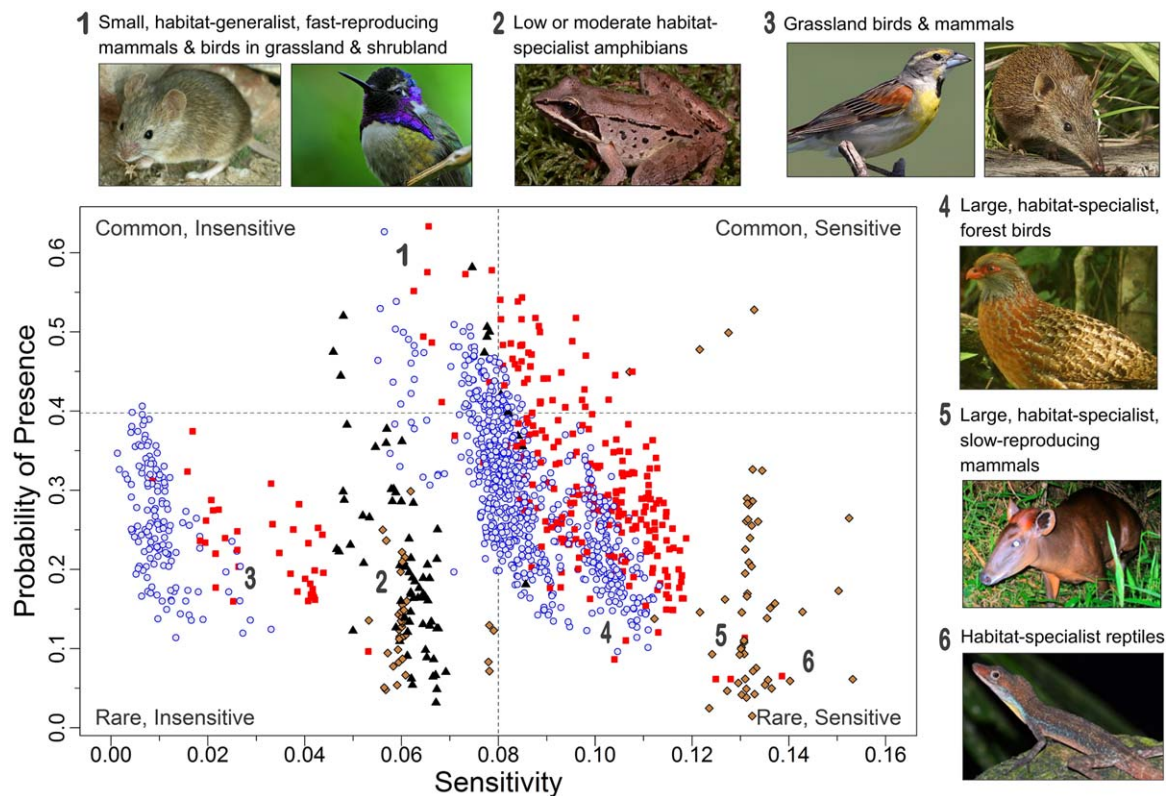 1 Small, habitat-generalist, fast-reproducing
mammals & birds in grassland & shrubland
2 Low or moderate habitat-
specialist amphibians
3 Grassland birds & mammals
4 Large, habitat-specialist,
forest birds
5 Large, habitat-specialist,
slow-reproducing
mammals
6 Habitat-specialist reptiles
Common, Insensitive
Common, Sensitive
1
2
3
4
5
6
Rare, Insensitive
Rare, Sensitive
Probability of Presence
0.6
0.5
0.4
0.3
0.2
0.1
0.0
0.00 0.02 0.04 0.06 0.08 0.10 0.12 0.14 0.16
Sensitivity